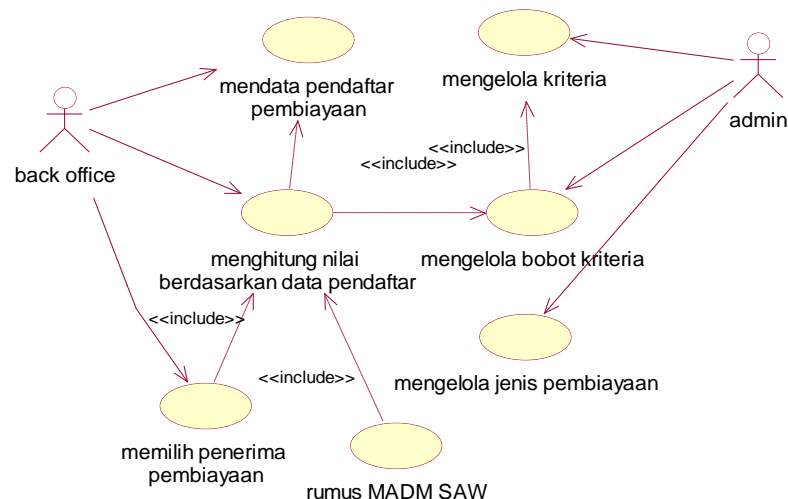 mendata pendaftar
pembiayaan
mengelola kriteria
admin
back office
<<include>>
<<include>>
menghitung nilai
berdasarkan data pendaftar
mengelola bobot kriteria
<<include>>
<<include>>
mengelola jenis pembiayaan
memilih penerima
pembiayaan
rumus MADM SAW